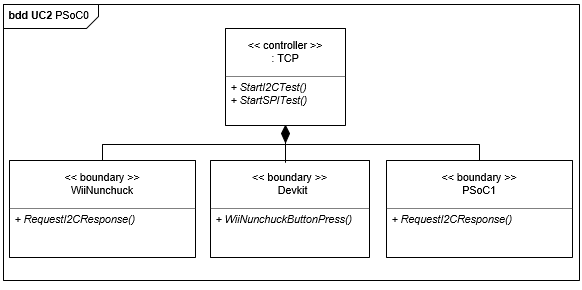 bdd UC2 PSoC0
<< controller >>
: TCP
+ StartI2CTest()
+ StartSPITest()
<< boundary >>
WiiNunchuck
+ RequestI2CResponse()
<< boundary >>
Devkit
+ WiiNunchuckButtonPress()
<< boundary >>
PSoC1
+ RequestI2CResponse()